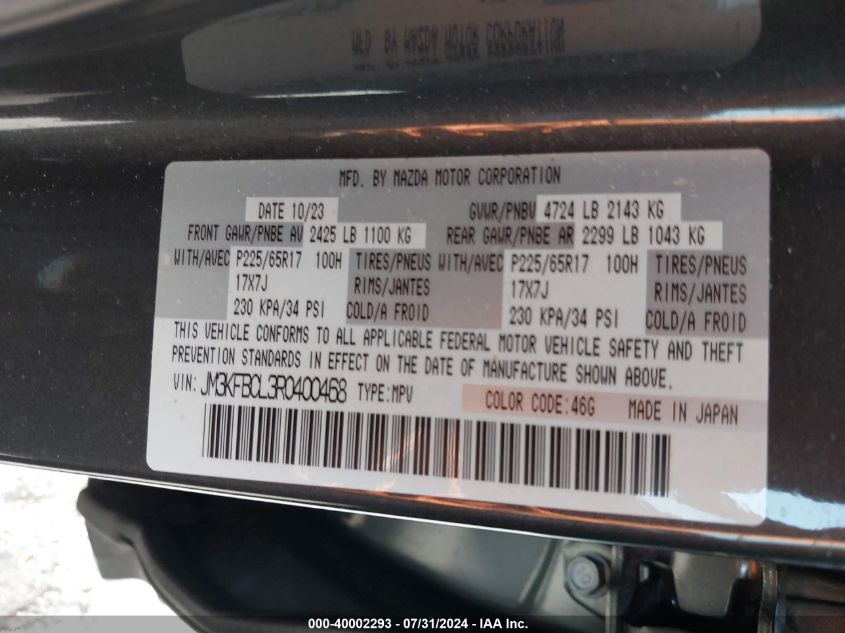 MFD. BY MAZDA MOTOR CORPORATION
MFD. BY MAZDA MOTOR CORPORATION
DATE 10/23 GVWR/PNBV 4724 LB 2143 KG
FRONT GAWR/PNBE AV 2425 LB 1100 KG REAR GAWR/PNBE AR 2299 LB 1043 KG
WITH/AVEC P225/65R17 100H TIRES/PNEUS WITH/AVEC P225/65R17 100H TIRES/PNEUS
17X7J RIMS/JANTES 17X7J RIMS/JANTES
230 KPA/34 PSI COLD/A FROID 230 KPA/34 PSI COLD/A FROID
THIS VEHICLE CONFORMS TO ALL APPLICABLE FEDERAL MOTOR VEHICLE SAFETY AND THEFT
PREVENTION STANDARDS IN EFFECT ON THE DATE OF MANUFACTURE SHOWN ABOVE.
VIN: JM3KFBCL3R0400468 TYPE:MPV COLOR CODE:46G MADE IN JAPAN
000-40002293 - 07/31/2024 - IAA Inc.